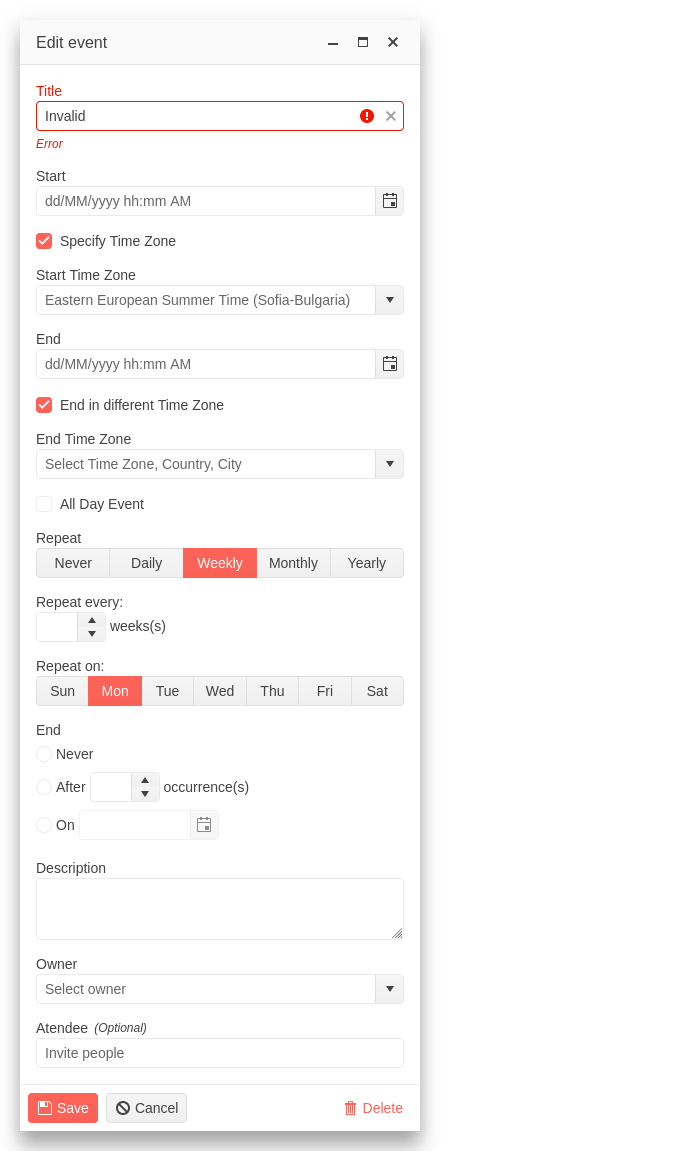 Edit event
Title
Invalid
Error
Start
dd/MM/yyyy hh:mm AM
Specify Time Zone
Start Time Zone
Eastern European Summer Time (Sofia-Bulgaria)
End
dd/MM/yyyy hh:mm AM
End in different Time Zone
End Time Zone
Select Time Zone, Country, City
All Day Event
Repeat
Never Daily Weekly Monthly Yearly
Repeat every:
weeks(s)
Repeat on:
Sun Mon Tue Wed Thu Fri Sat
End
Never
After occurrence(s)
On
Description
Owner
Select owner
Atendee (Optional)
Invite people
Save Cancel Delete